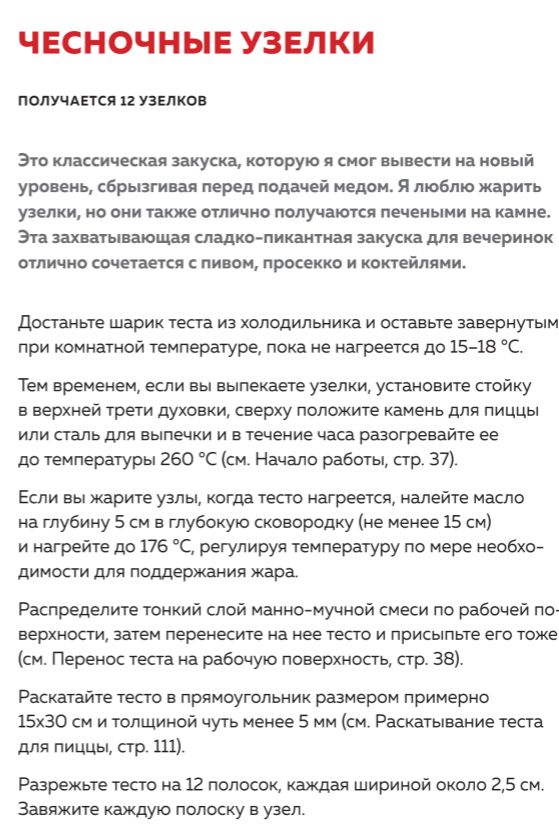 ЧЕСНОЧНЫЕ УЗЕЛКИ
ПОЛУЧАЕТСЯ 12 УЗЕЛКОВ
Это классическая закуска, которую я смог вывести на новый
уровень, сбрызгивая перед подачей медом. Я люблю жарить
узелки, но они также отлично получаются печеными на камне.
Эта захватывающая сладко-пикантная закуска для вечеринок
отлично сочетается с пивом, просекко и коктейлями.
Достаньте шарик теста из холодильника и оставьте завернутым
при комнатной температуре, пока не нагреется до 15–18 °C.
Тем временем, если вы выпекаете узелки, установите стойку
в верхней трети духовки, сверху положите камень для пиццы
или сталь для выпечки и в течение часа разогревайте ее
до температуры 260 °C (см. Начало работы, стр. 37).
Если вы жарите узлы, когда тесто нагреется, налейте масло
на глубину 5 см в глубокую сковородку (не менее 15 см)
и нагрейте до 176 °C, регулируя температуру по мере необхо-
димости для поддержания жара.
Распределите тонкий слой манно-мучной смеси по рабочей по-
верхности, затем перенесите на нее тесто и присыпьте его тоже
(см. Перенос теста на рабочую поверхность, стр. 38).
Раскатайте тесто в прямоугольник размером примерно
15x30 см и толщиной чуть менее 5 мм (см. Раскатывание теста
для пиццы, стр. 111).
Разрежьте тесто на 12 полосок, каждая шириной около 2,5 см.
Завяжите каждую полоску в узел.